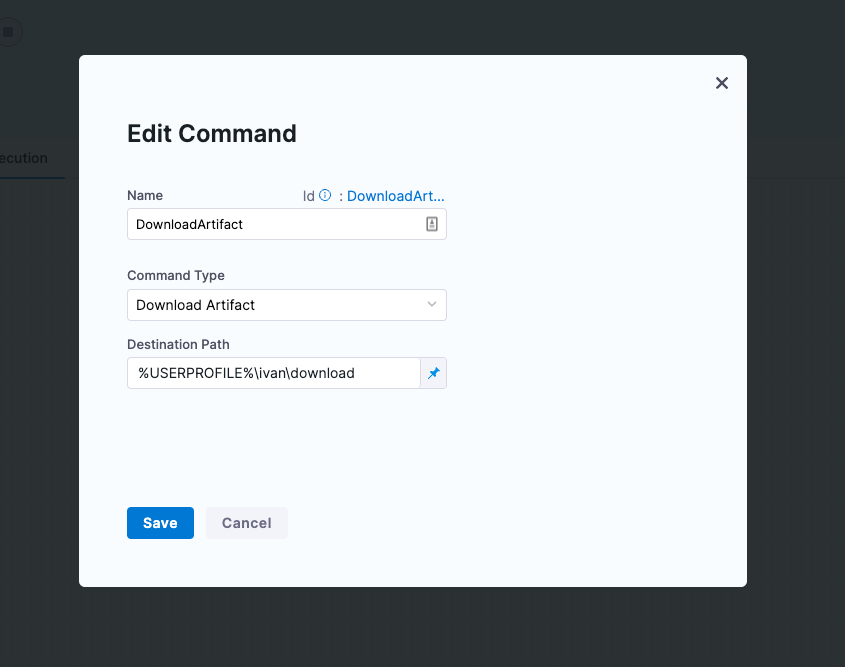 ecution
Edit Command
Name
Id : DownloadArt...
DownloadArtifact
Command Type
Download Artifact
Destination Path
%USERPROFILE%\ivan\download
Save
Cancel